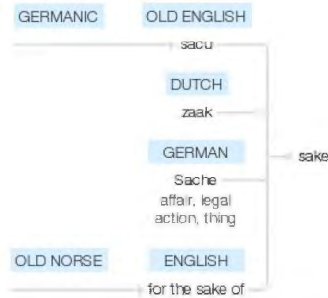 GERMANIC OLD ENGLISH
sacu
DUTCH
zaak
sake
GERMAN
Sache
affair, legal
action, thing
OLD NORSE ENGLISH
for the sake of